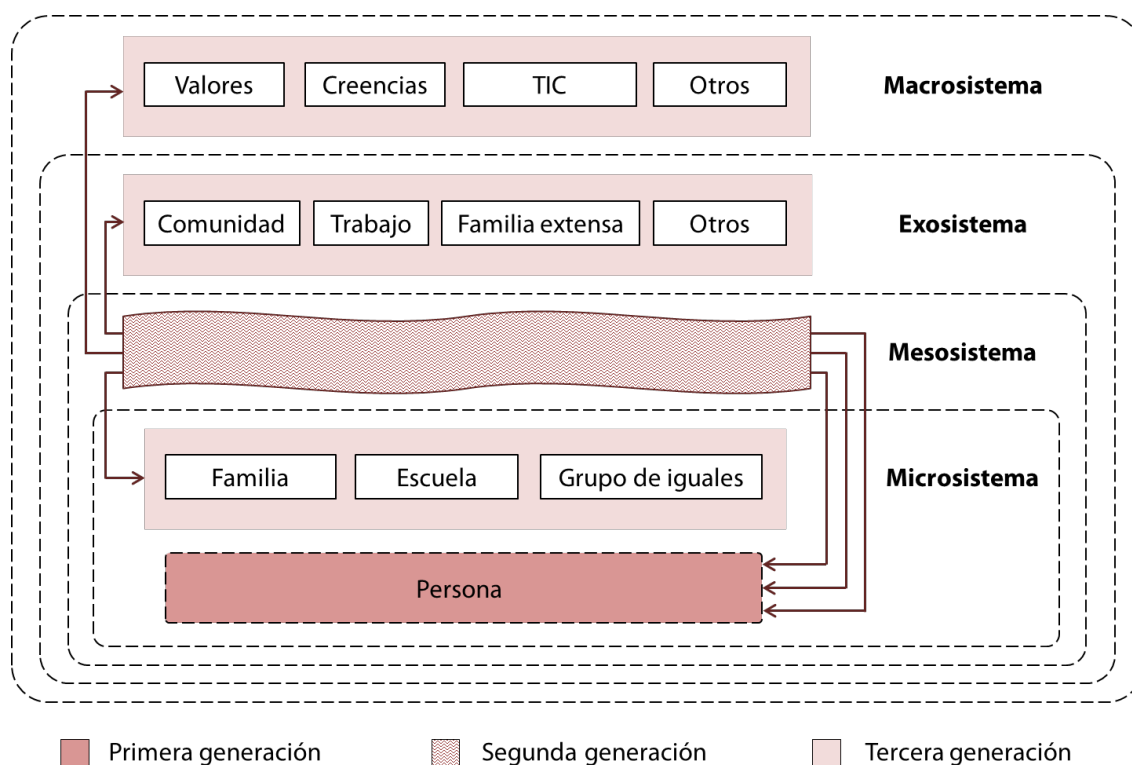 Valores
Creencias
TIC
Otros
Macrosistema
Comunidad
Trabajo
Familia extensa
Otros
Exosistema
Mesosistema
Familia
Escuela
Grupo de iguales
Microsistema
Persona
Primera generación
Segunda generación
Tercera generación